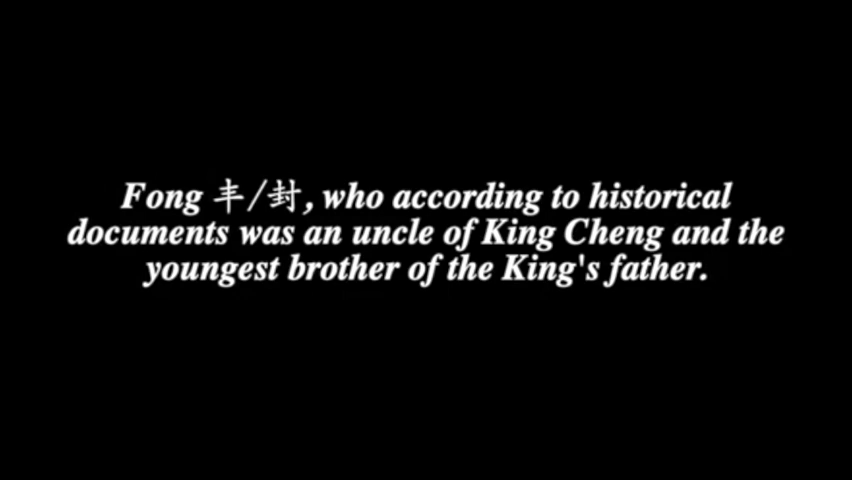 Fong 丰/封, who according to historical
documents was an uncle of King Cheng and the
youngest brother of the King's father.